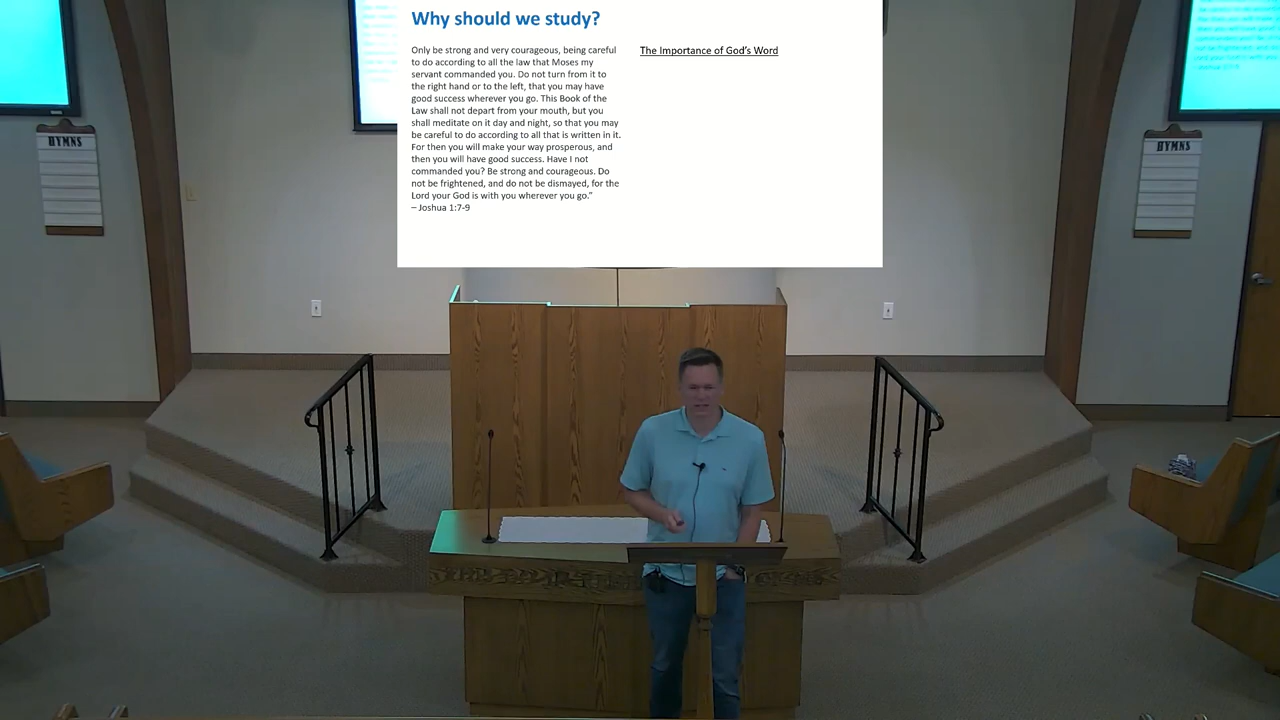 Why should we study?
Only be strong and very courageous, being careful
to do according to all the law that Moses my
servant commanded you. Do not turn from it to
the right hand or to the left, that you may have
good success wherever you go. This Book of the
Law shall not depart from your mouth, but you
shall meditate on it day and night, so that you may
be careful to do according to all that is written in it.
For then you will make your way prosperous, and
then you will have good success. Have I not
commanded you? Be strong and courageous. Do
not be frightened, and do not be dismayed, for the
Lord your God is with you wherever you go.”
– Joshua 1:7-9
The Importance of God’s Word
HYMNS
HYMNS